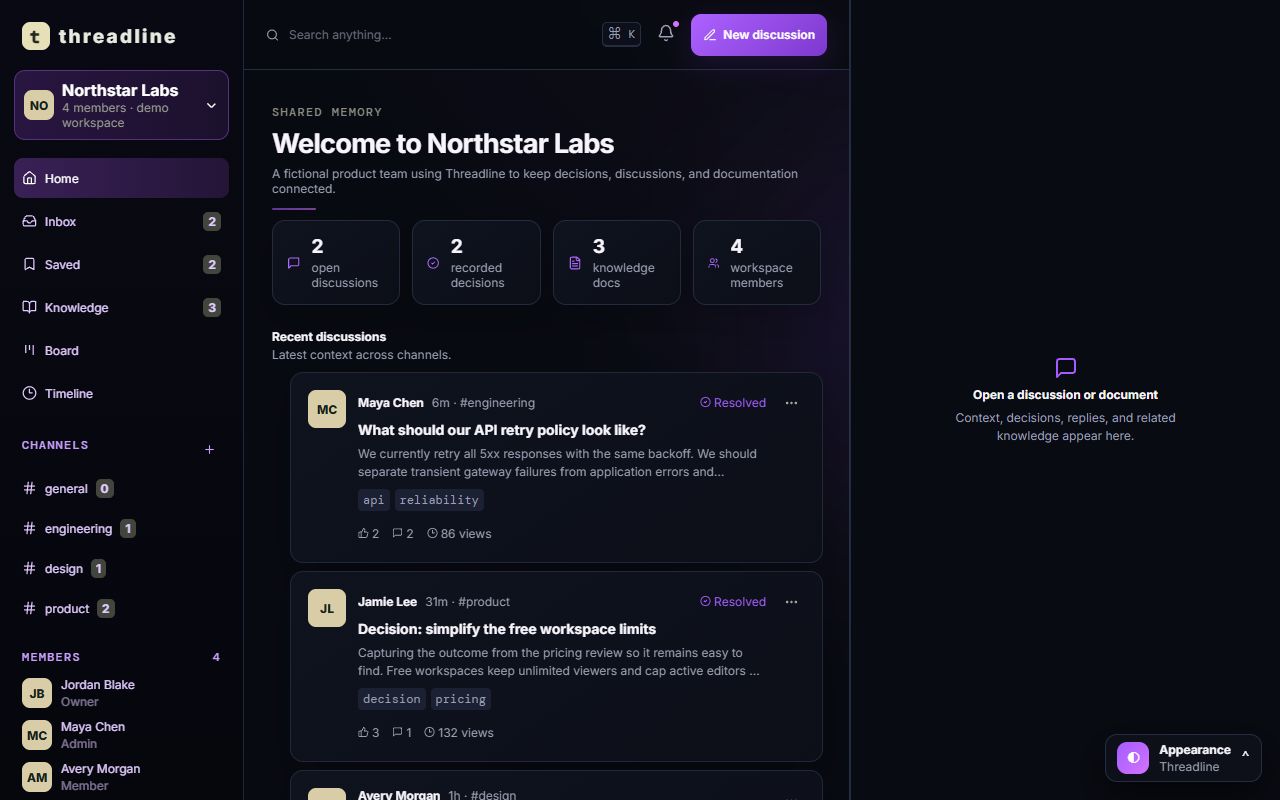 t threadline
NO
Northstar Labs
4 members · demo
workspace
Home
Inbox 2
Saved 2
Knowledge 3
Board
Timeline
CHANNELS +
# general 0
# engineering 1
# design 1
# product 2
MEMBERS 4
JB Jordan Blake
Owner
MC Maya Chen
Admin
AM Avery Morgan
Member
Search anything...
⌘ K
New discussion
SHARED MEMORY
Welcome to Northstar Labs
A fictional product team using Threadline to keep decisions, discussions, and documentation
connected.
2
open
discussions
2
recorded
decisions
3
knowledge
docs
4
workspace
members
Recent discussions
Latest context across channels.
MC Maya Chen 6m · #engineering Resolved ···
What should our API retry policy look like?
We currently retry all 5xx responses with the same backoff. We should
separate transient gateway failures from application errors and...
api reliability
2 2 86 views
JL Jamie Lee 31m · #product Resolved ···
Decision: simplify the free workspace limits
Capturing the outcome from the pricing review so it remains easy to
find. Free workspaces keep unlimited viewers and cap active editors ...
decision pricing
3 1 132 views
Avery Morgan 1h · #design
Open a discussion or document
Context, decisions, replies, and related
knowledge appear here.
Appearance ^
Threadline